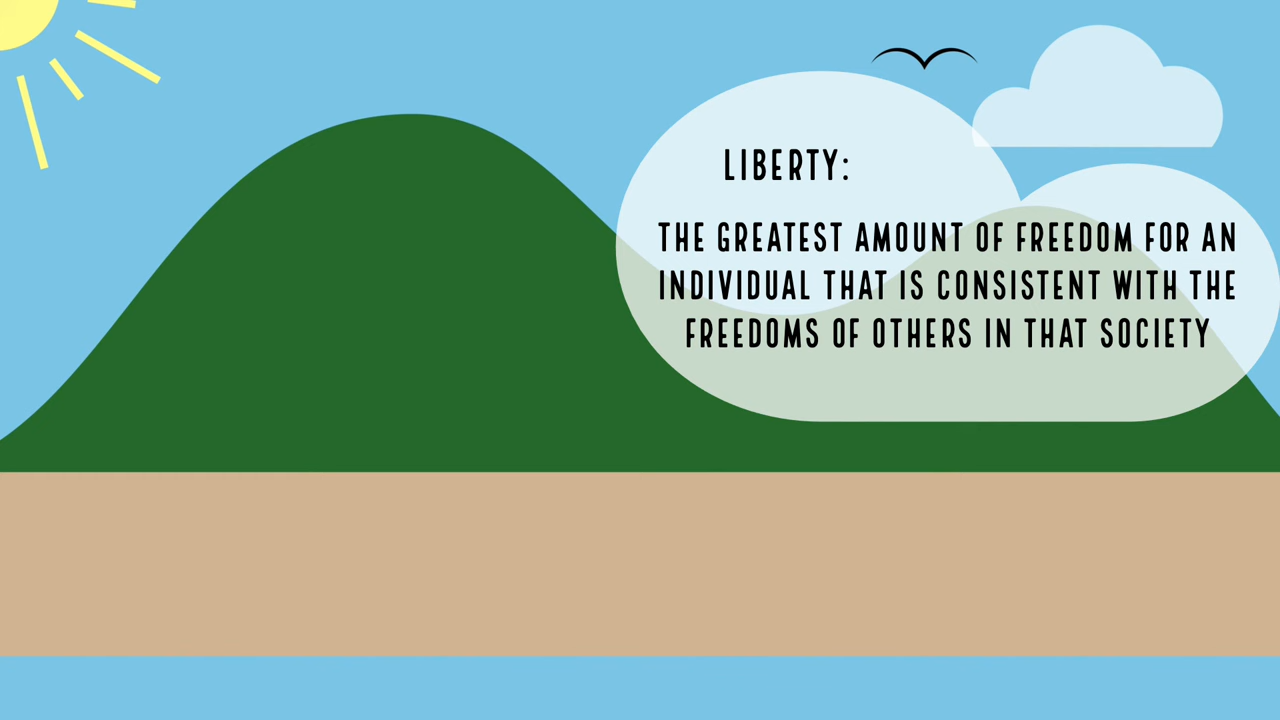 LIBERTY:
THE GREATEST AMOUNT OF FREEDOM FOR AN
INDIVIDUAL THAT IS CONSISTENT WITH THE
FREEDOMS OF OTHERS IN THAT SOCIETY